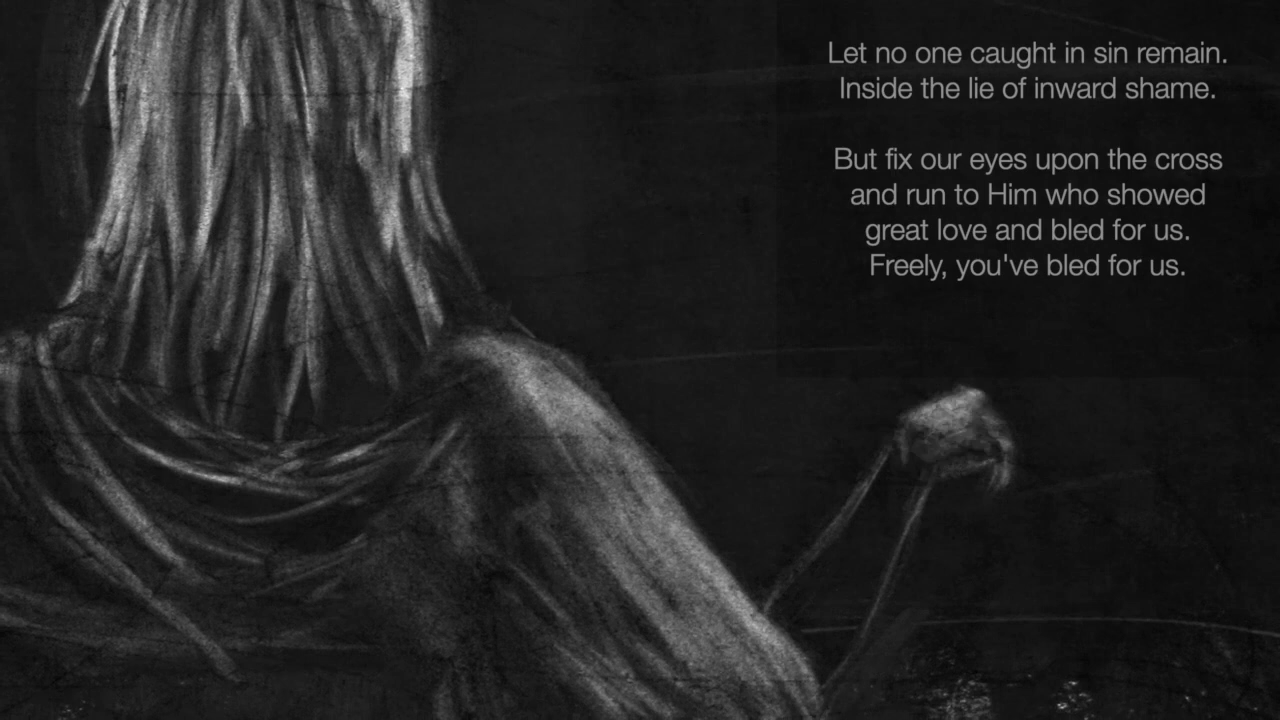 Let no one caught in sin remain.
Inside the lie of inward shame.
But fix our eyes upon the cross
and run to Him who showed
great love and bled for us.
Freely, you've bled for us.